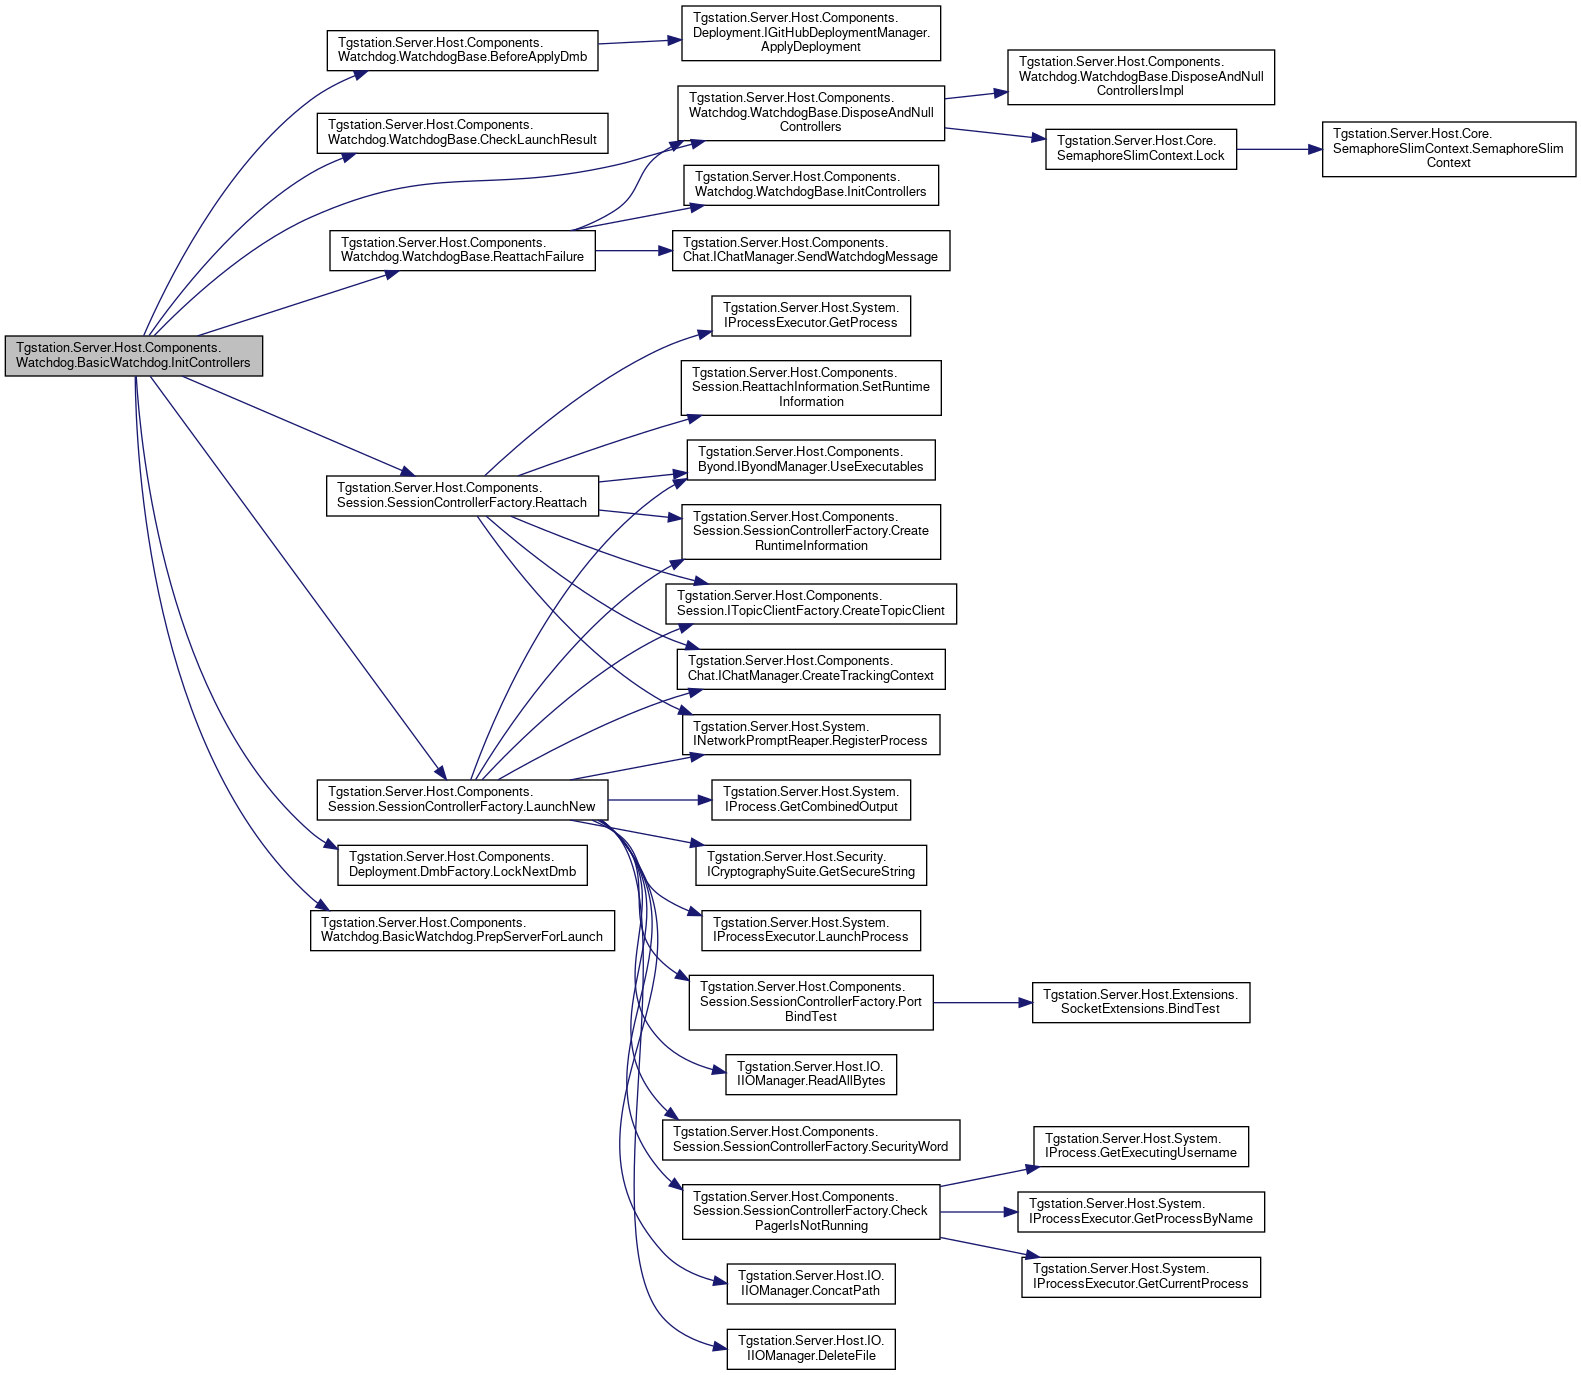 Tgstation.Server.Host.Components.
Watchdog.BasicWatchdog.InitControllers
Tgstation.Server.Host.Components.
Watchdog.WatchdogBase.BeforeApplyDmb
Tgstation.Server.Host.Components.
Deployment.IGitHubDeploymentManager.
ApplyDeployment
Tgstation.Server.Host.Components.
Watchdog.WatchdogBase.CheckLaunchResult
Tgstation.Server.Host.Components.
Watchdog.WatchdogBase.DisposeAndNull
Controllers
Tgstation.Server.Host.Components.
Watchdog.WatchdogBase.DisposeAndNull
ControllersImpl
Tgstation.Server.Host.Core.
SemaphoreSlimContext.Lock
Tgstation.Server.Host.Core.
SemaphoreSlimContext.SemaphoreSlim
Context
Tgstation.Server.Host.Components.
Watchdog.WatchdogBase.ReattachFailure
Tgstation.Server.Host.Components.
Watchdog.WatchdogBase.InitControllers
Tgstation.Server.Host.Components.
Chat.IChatManager.SendWatchdogMessage
Tgstation.Server.Host.Components.
Session.SessionControllerFactory.Reattach
Tgstation.Server.Host.System.
IProcessExecutor.GetProcess
Tgstation.Server.Host.Components.
Session.ReattachInformation.SetRuntime
Information
Tgstation.Server.Host.Components.
Byond.IByondManager.UseExecutables
Tgstation.Server.Host.Components.
Session.SessionControllerFactory.Create
RuntimeInformation
Tgstation.Server.Host.Components.
Session.ITopicClientFactory.CreateTopicClient
Tgstation.Server.Host.Components.
Chat.IChatManager.CreateTrackingContext
Tgstation.Server.Host.System.
INetworkPromptReaper.RegisterProcess
Tgstation.Server.Host.Components.
Session.SessionControllerFactory.LaunchNew
Tgstation.Server.Host.System.
IProcess.GetCombinedOutput
Tgstation.Server.Host.Security.
ICryptographySuite.GetSecureString
Tgstation.Server.Host.System.
IProcessExecutor.LaunchProcess
Tgstation.Server.Host.Components.
Session.SessionControllerFactory.Port
BindTest
Tgstation.Server.Host.Extensions.
SocketExtensions.BindTest
Tgstation.Server.Host.IO.
IIOManager.ReadAllBytes
Tgstation.Server.Host.Components.
Session.SessionControllerFactory.SecurityWord
Tgstation.Server.Host.Components.
Session.SessionControllerFactory.Check
PagerIsNotRunning
Tgstation.Server.Host.System.
IProcess.GetExecutingUsername
Tgstation.Server.Host.System.
IProcessExecutor.GetProcessByName
Tgstation.Server.Host.System.
IProcessExecutor.GetCurrentProcess
Tgstation.Server.Host.IO.
IIOManager.ConcatPath
Tgstation.Server.Host.IO.
IIOManager.DeleteFile
Tgstation.Server.Host.Components.
Deployment.DmbFactory.LockNextDmb
Tgstation.Server.Host.Components.
Watchdog.BasicWatchdog.PrepServerForLaunch